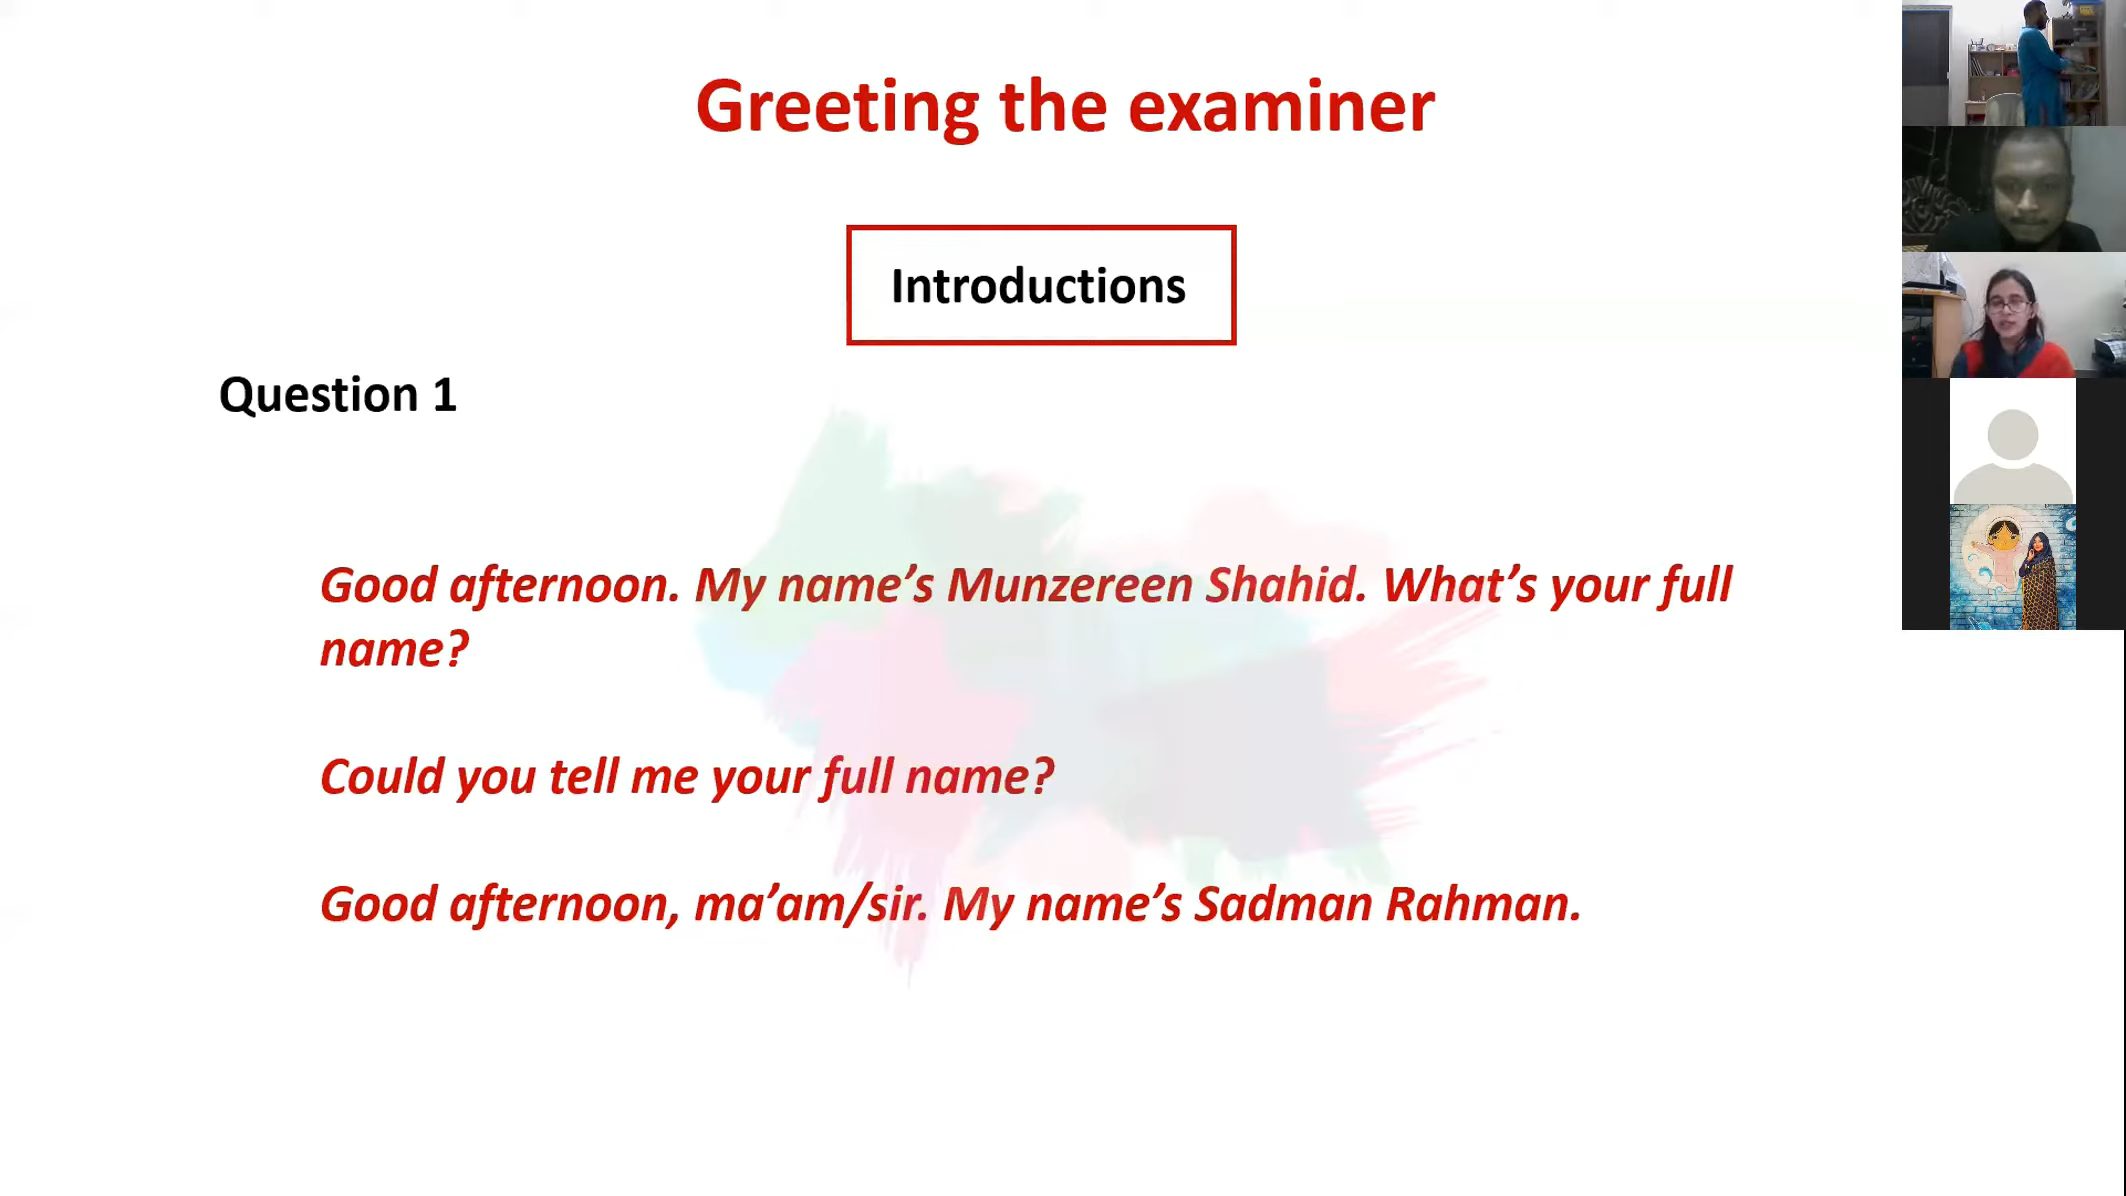 Greeting the examiner
Introductions
Question 1
Good afternoon. My name’s Munzereen Shahid. What’s your full
name?
Could you tell me your full name?
Good afternoon, ma’am/sir. My name’s Sadman Rahman.